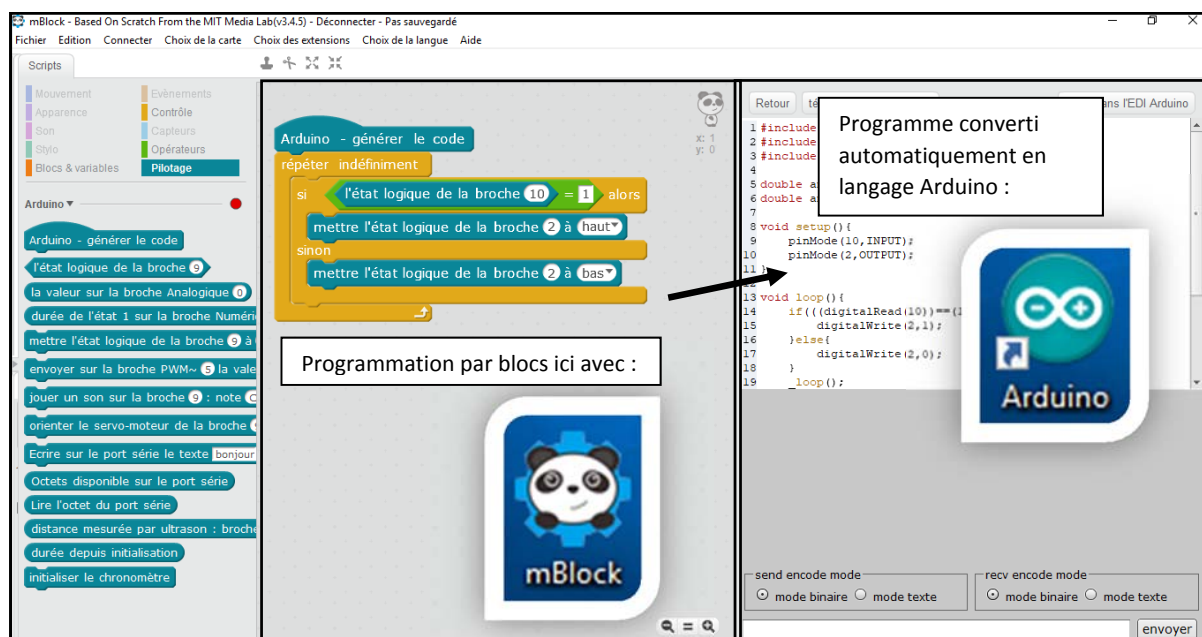 mBlock - Based On Scratch From the MIT Media Lab(v3.4.5) - Déconnecter - Pas sauvegardé
Fichier Edition Connecter Choix de la carte Choix des extensions Choix de la langue Aide
Scripts
Mouvement Evènements
Apparence Contrôle
Son Capteurs
Stylo Opérateurs
Blocs & variables Pilotage
Arduino
Arduino - générer le code
l'état logique de la broche 9
la valeur sur la broche Analogique 0
durée de l'état 1 sur la broche Numéri
mettre l'état logique de la broche 9 à
envoyer sur la broche PWM~ 5 la vale
jouer un son sur la broche 9 : note C
orienter le servo-moteur de la broche
Ecrire sur le port série le texte bonjour
Octets disponible sur le port série
Lire l'octet du port série
distance mesurée par ultrason : broche
durée depuis initialisation
initialiser le chronomètre
Arduino - générer le code
répéter indéfiniment
si l'état logique de la broche 10 = 1 alors
mettre l'état logique de la broche 2 à haut
sinon
mettre l'état logique de la broche 2 à bas
x: 1
y: 0
Programmation par blocs ici avec :
mBlock
Retour té ans l'EDI Arduino
Programme converti
automatiquement en
langage Arduino :
1 #include
2 #include
3 #include
4
5 double a
6 double a
7
8 void setup(){
9 pinMode(10,INPUT);
10 pinMode(2,OUTPUT);
11 }
12
13 void loop(){
14 if(((digitalRead(10))==(1
15 digitalWrite(2,1);
16 }else{
17 digitalWrite(2,0);
18 }
19 _loop();
Arduino
send encode mode
mode binaire mode texte
recv encode mode
mode binaire mode texte
envoyer